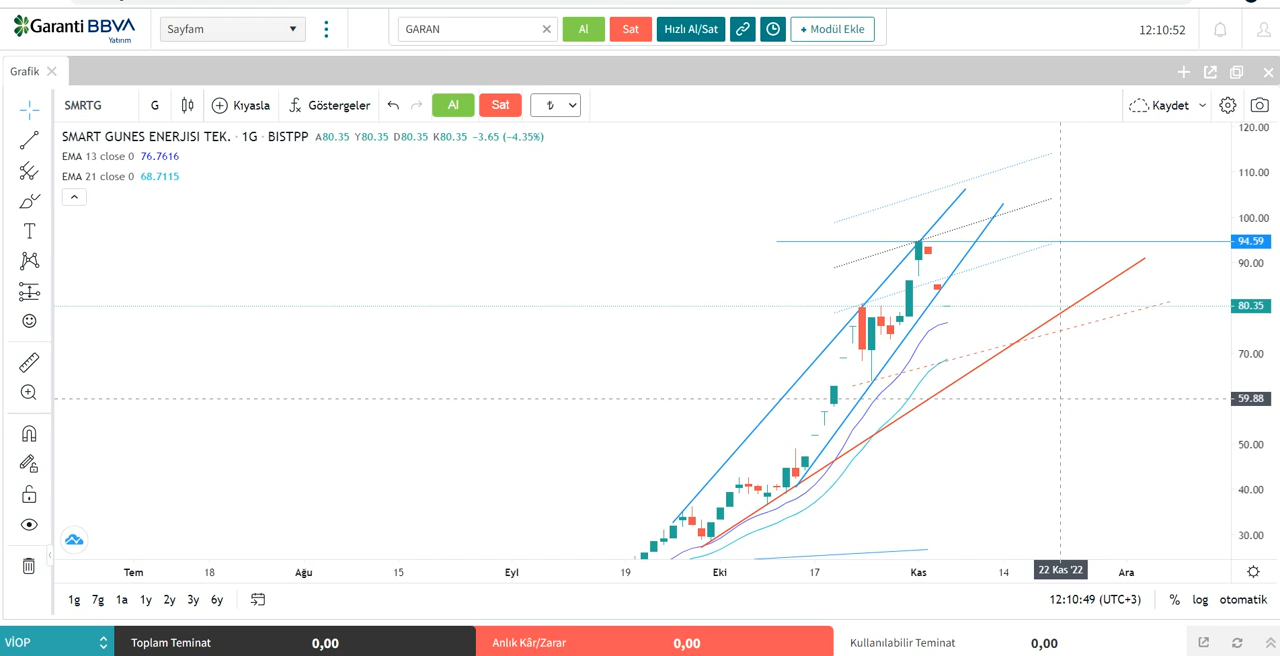 Garanti BBVA
Yatırım
Sayfam
GARAN
Al
Sat
Hızlı Al/Sat
+ Modül Ekle
12:10:52
Grafik
SMRTG
G
Kıyasla
Göstergeler
Al
Sat
₺
Kaydet
SMART GUNES ENERJISI TEK. · 1G · BISTPP A80.35 Y80.35 D80.35 K80.35 −3.65 (−4.35%)
EMA 13 close 0 76.7616
EMA 21 close 0 68.7115
120.00
110.00
100.00
94.59
90.00
80.35
70.00
59.88
50.00
40.00
30.00
Tem 18 Ağu 15 Eyl 19 Eki 17 Kas 14 22 Kas '22 Ara
1g 7g 1a 1y 2y 3y 6y
12:10:49 (UTC+3) % log otomatik
VİOP
Toplam Teminat 0,00
Anlık Kâr/Zarar 0,00
Kullanılabilir Teminat 0,00